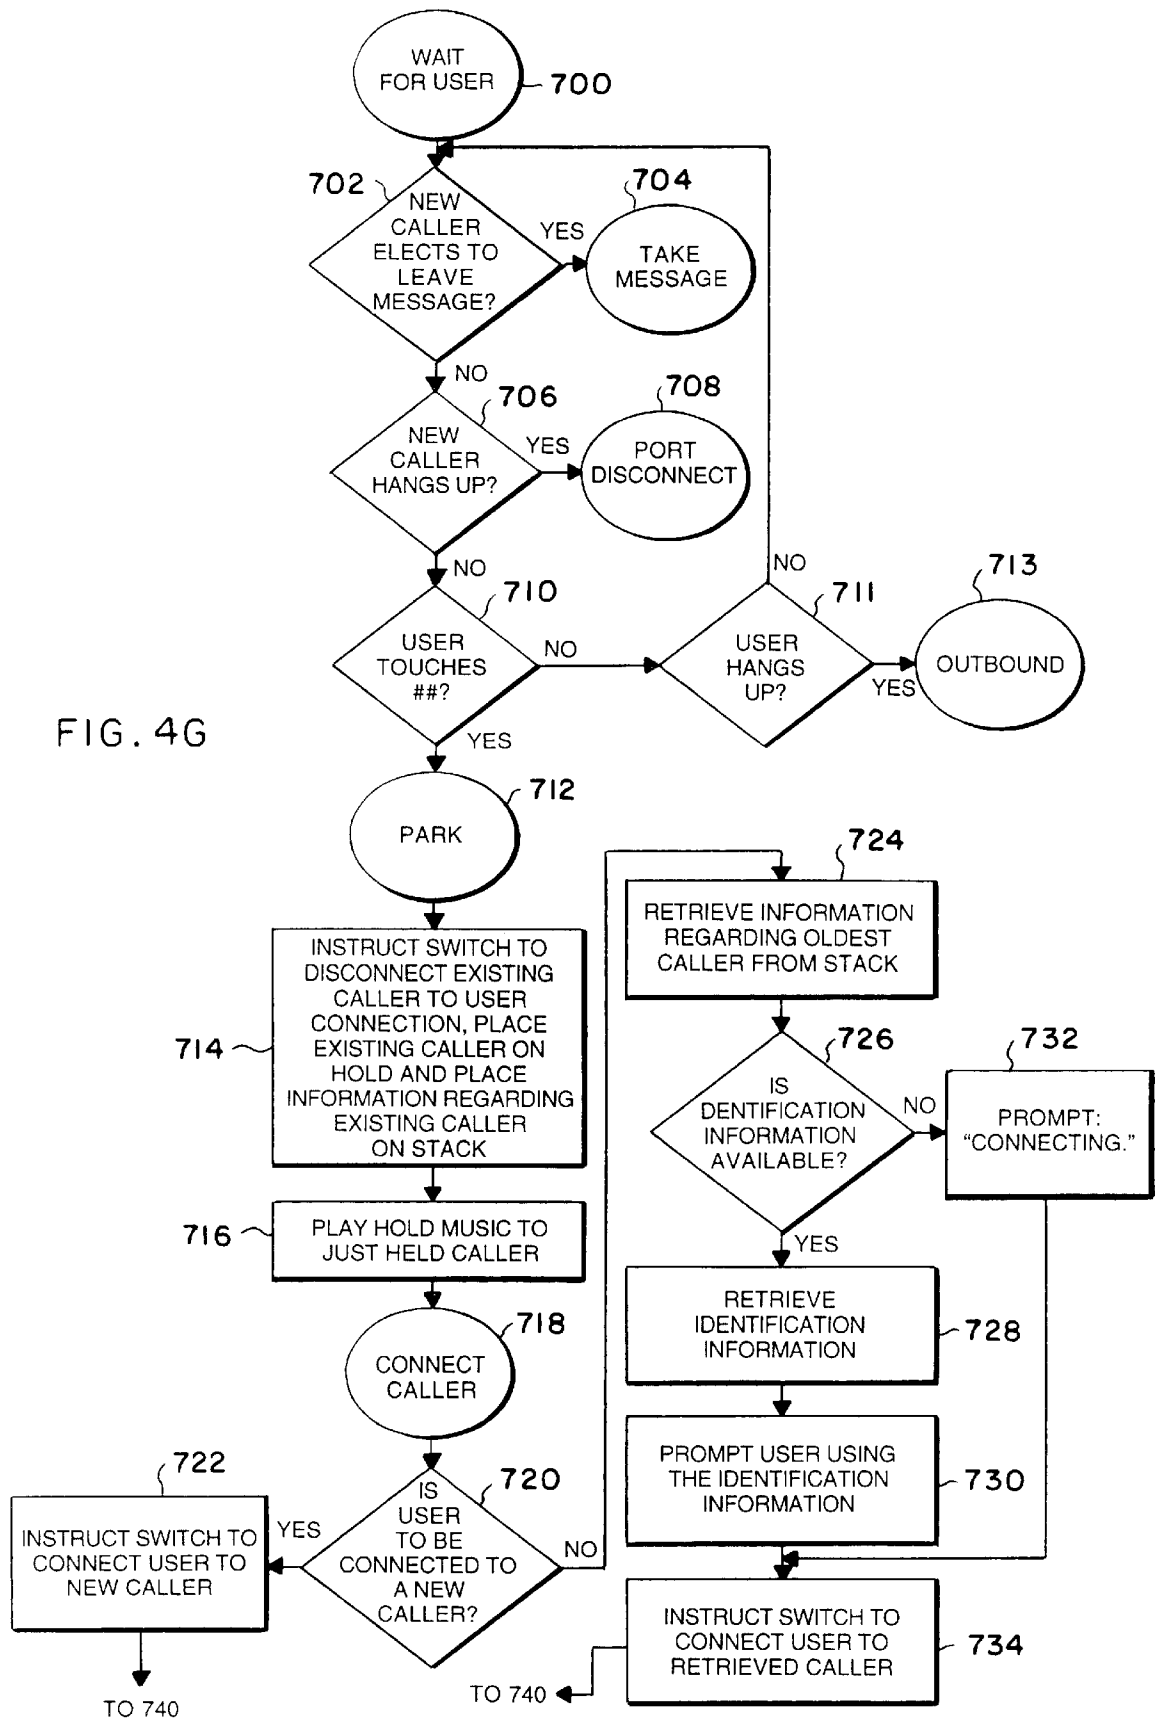 WAIT
FOR USER
700
702
NEW
CALLER
ELECTS TO
LEAVE
MESSAGE?
YES
704
TAKE
MESSAGE
NO
706
NEW
CALLER
HANGS UP?
YES
708
PORT
DISCONNECT
NO
710
USER
TOUCHES
##?
NO
NO
711
USER
HANGS
UP?
YES
713
OUTBOUND
FIG. 4G
YES
712
PARK
714
INSTRUCT SWITCH TO
DISCONNECT EXISTING
CALLER TO USER
CONNECTION, PLACE
EXISTING CALLER ON
HOLD AND PLACE
INFORMATION REGARDING
EXISTING CALLER
ON STACK
716
PLAY HOLD MUSIC TO
JUST HELD CALLER
718
CONNECT
CALLER
720
IS
USER
TO BE
CONNECTED TO
A NEW
CALLER?
YES
NO
722
INSTRUCT SWITCH TO
CONNECT USER TO
NEW CALLER
TO 740
724
RETRIEVE INFORMATION
REGARDING OLDEST
CALLER FROM STACK
726
IS
DENTIFICATION
INFORMATION
AVAILABLE?
NO
732
PROMPT:
“CONNECTING.”
YES
RETRIEVE
IDENTIFICATION
INFORMATION
728
PROMPT USER USING
THE IDENTIFICATION
INFORMATION
730
INSTRUCT SWITCH TO
CONNECT USER TO
RETRIEVED CALLER
734
TO 740